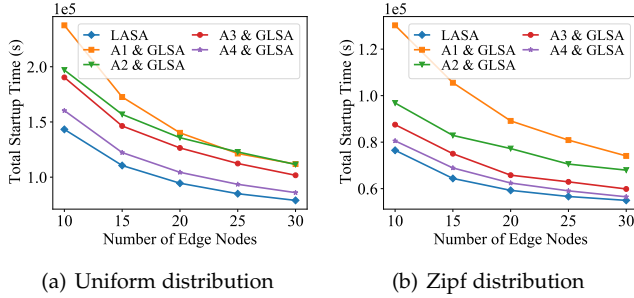 1e5
LASA
A1 & GLSA
A2 & GLSA
A3 & GLSA
A4 & GLSA
Total Startup Time (s)
2.0
1.5
1.0
10 15 20 25 30
Number of Edge Nodes
(a) Uniform distribution
1e5
LASA
A1 & GLSA
A2 & GLSA
A3 & GLSA
A4 & GLSA
Total Startup Time (s)
1.2
1.0
0.8
0.6
10 15 20 25 30
Number of Edge Nodes
(b) Zipf distribution